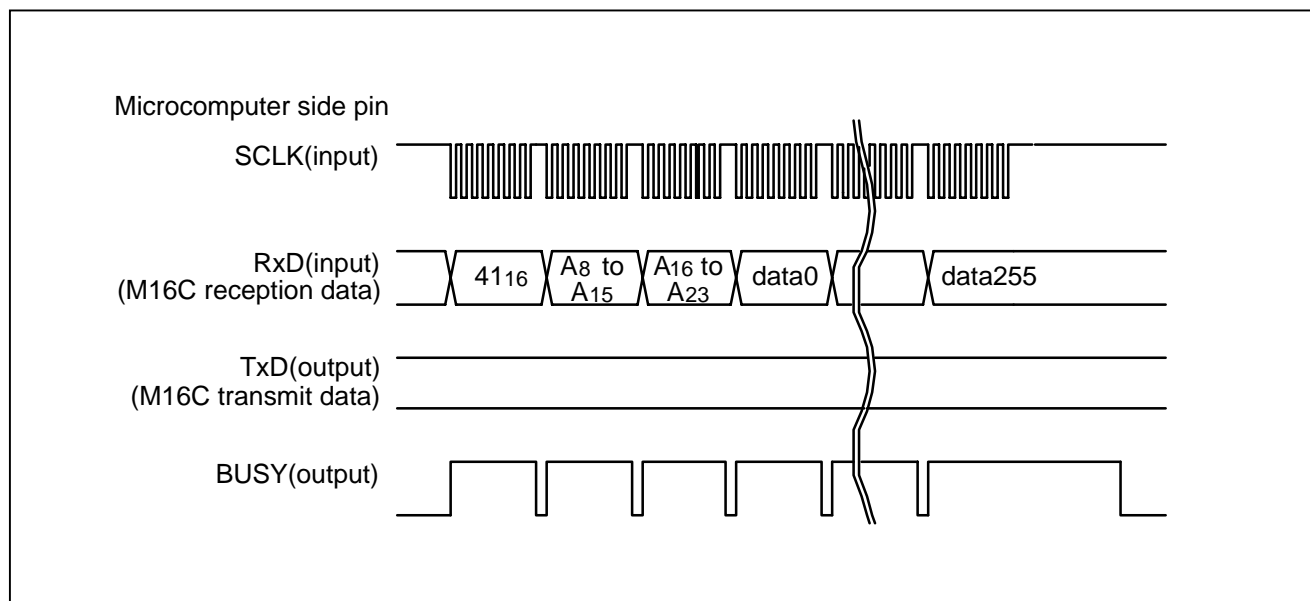 Microcomputer side pin
SCLK(input)
RxD(input)
(M16C reception data)
4116
A8 to
A15
A16 to
A23
data0
data255
TxD(output)
(M16C transmit data)
BUSY(output)